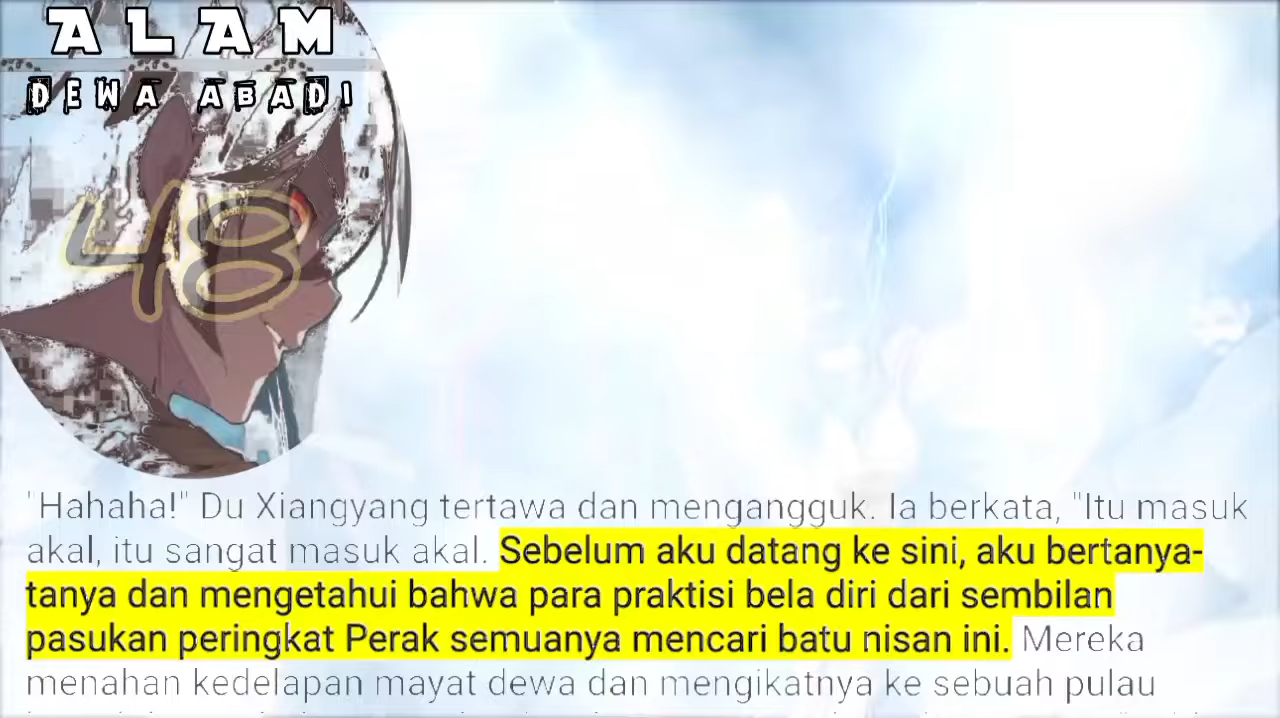 ALAM
DEWA ABADI
48
"Hahaha!" Du Xiangyang tertawa dan mengangguk. Ia berkata, "Itu masuk
akal, itu sangat masuk akal. Sebelum aku datang ke sini, aku bertanya-
tanya dan mengetahui bahwa para praktisi bela diri dari sembilan
pasukan peringkat Perak semuanya mencari batu nisan ini. Mereka
menahan kedelapan mayat dewa dan mengikatnya ke sebuah pulau